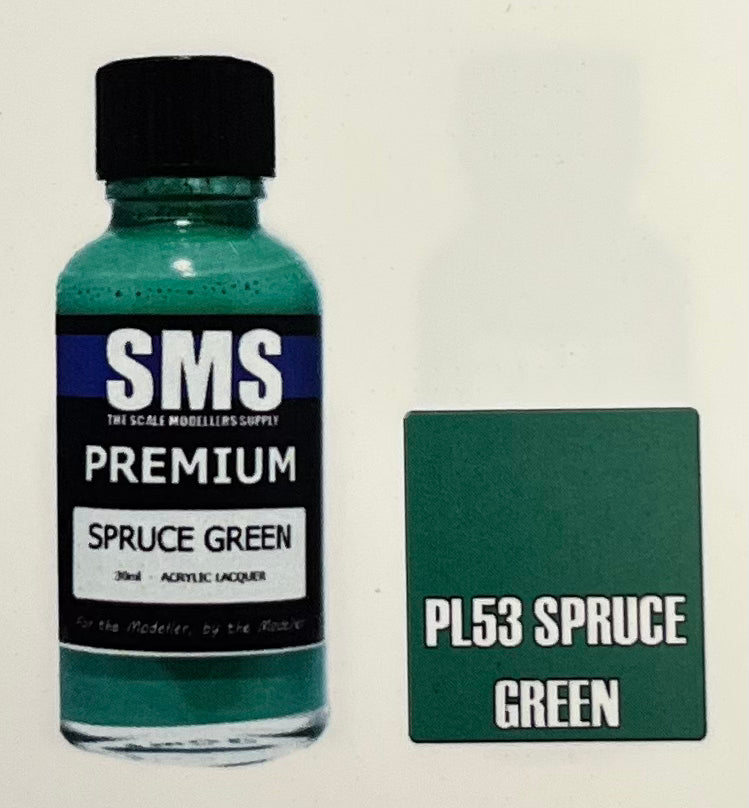 SMS
THE SCALE MODELLERS SUPPLY
PREMIUM
SPRUCE GREEN
30ml - ACRYLIC LACQUER
For the Modeller, by the Modeller
PL53 SPRUCE
GREEN